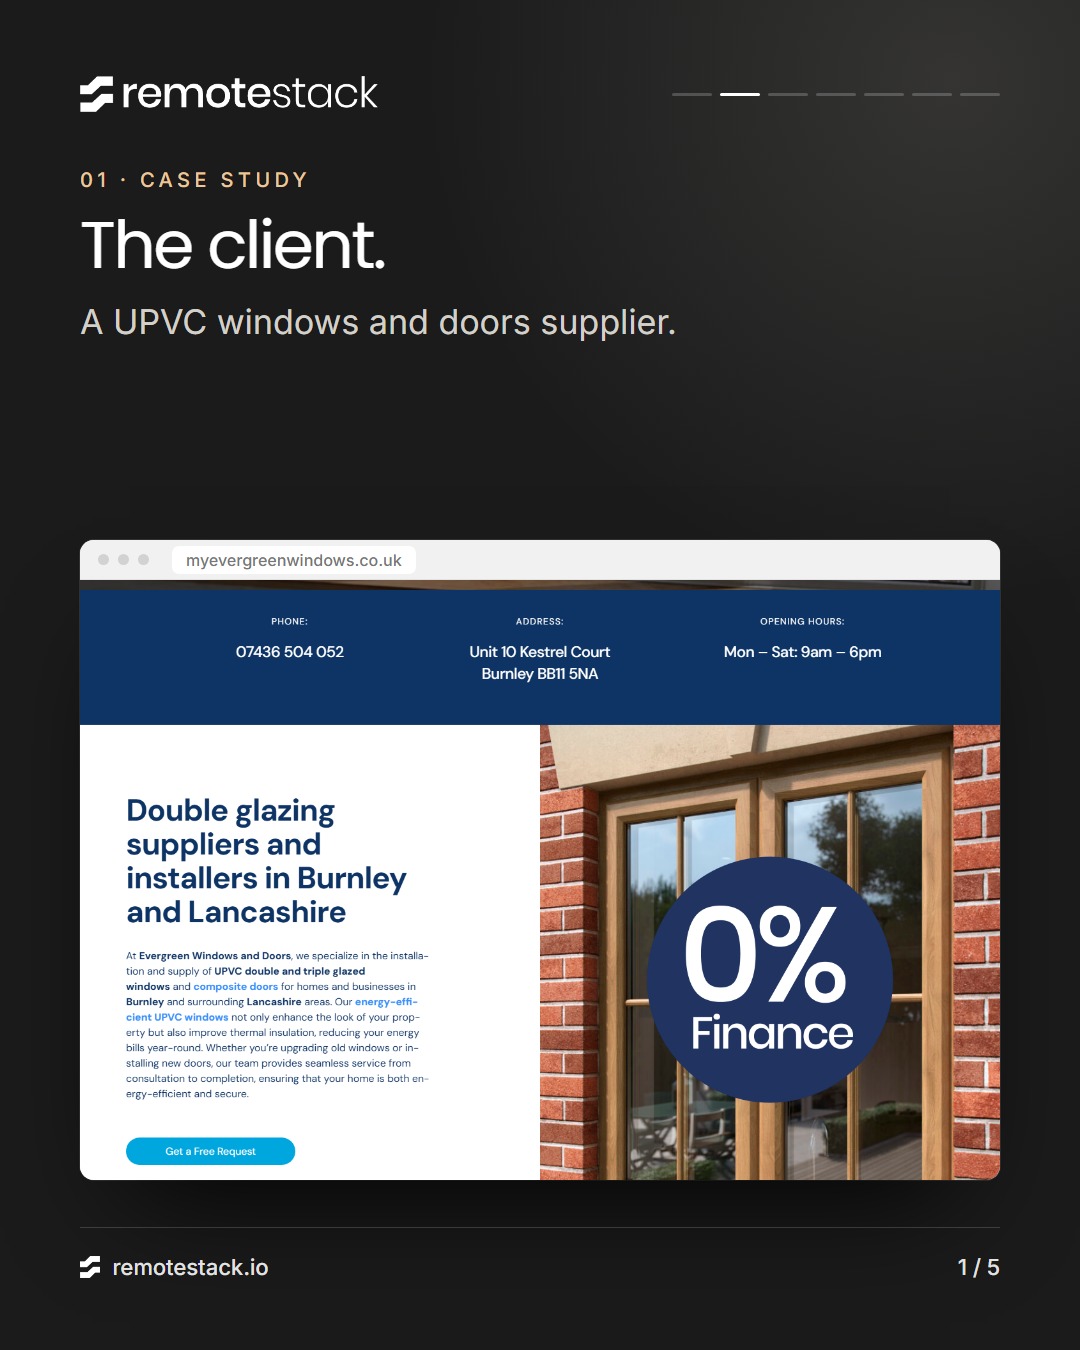 remotestack
01 · CASE STUDY
The client.
A UPVC windows and doors supplier.
myevergreenwindows.co.uk
PHONE:
07436 504 052
ADDRESS:
Unit 10 Kestrel Court
Burnley BB11 5NA
OPENING HOURS:
Mon – Sat: 9am – 6pm
Double glazing
suppliers and
installers in Burnley
and Lancashire
At Evergreen Windows and Doors, we specialize in the installa-
tion and supply of UPVC double and triple glazed
windows and composite doors for homes and businesses in
Burnley and surrounding Lancashire areas. Our energy-effi-
cient UPVC windows not only enhance the look of your prop-
erty but also improve thermal insulation, reducing your energy
bills year-round. Whether you're upgrading old windows or in-
stalling new doors, our team provides seamless service from
consultation to completion, ensuring that your home is both en-
ergy-efficient and secure.
Get a Free Request
0%
Finance
remotestack.io
1 / 5